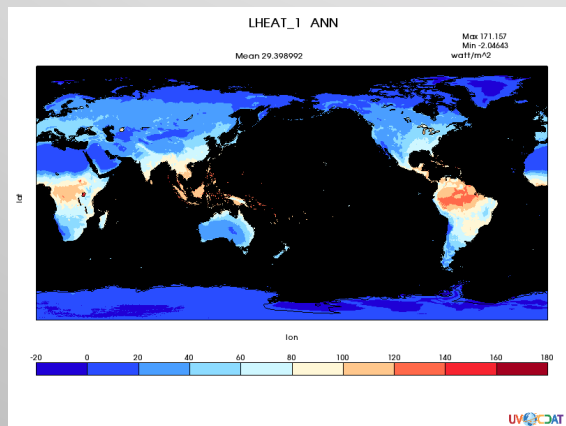 LHEAT_1 ANN
Max 171.157
Min -2.04643
Mean 29.398992 watt/m^2
lat
lon
-20 0 20 40 60 80 100 120 140 160 180
UV CDAT